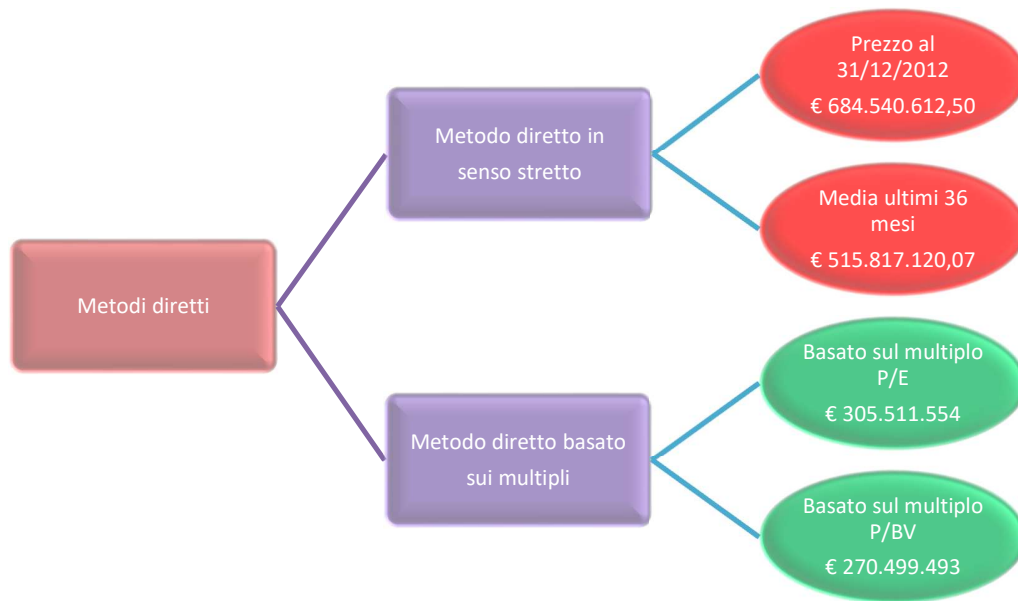 Metodi diretti
Metodo diretto in
senso stretto
Prezzo al
31/12/2012
€ 684.540.612,50
Media ultimi 36
mesi
€ 515.817.120,07
Metodo diretto basato
sui multipli
Basato sul multiplo
P/E
€ 305.511.554
Basato sul multiplo
P/BV
€ 270.499.493